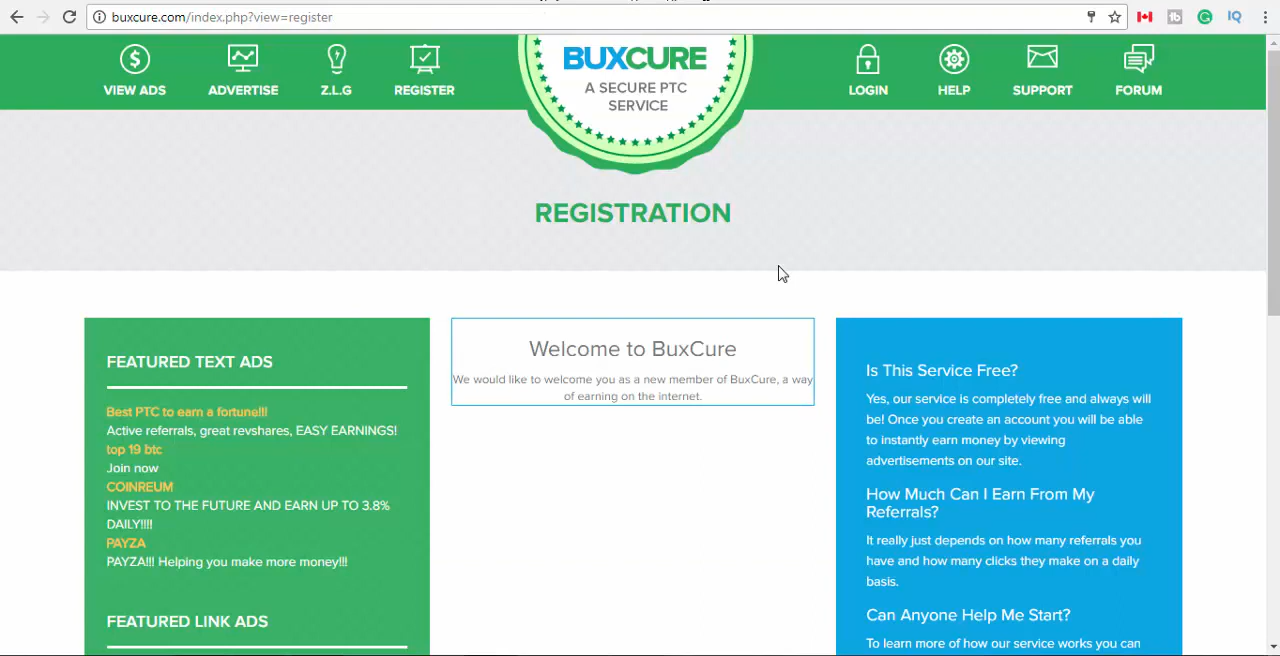 buxcure.com/index.php?view=register
VIEW ADS
ADVERTISE
Z.L.G
REGISTER
BUXCURE
A SECURE PTC
SERVICE
LOGIN
HELP
SUPPORT
FORUM
REGISTRATION
FEATURED TEXT ADS
Best PTC to earn a fortune!!!
Active referrals, great revshares, EASY EARNINGS!
top 19 btc
Join now
COINREUM
INVEST TO THE FUTURE AND EARN UP TO 3.8%
DAILY!!!!
PAYZA
PAYZA!!! Helping you make more money!!!
FEATURED LINK ADS
Welcome to BuxCure
We would like to welcome you as a new member of BuxCure, a way
of earning on the internet.
Is This Service Free?
Yes, our service is completely free and always will
be! Once you create an account you will be able
to instantly earn money by viewing
advertisements on our site.
How Much Can I Earn From My
Referrals?
It really just depends on how many referrals you
have and how many clicks they make on a daily
basis.
Can Anyone Help Me Start?
To learn more of how our service works you can